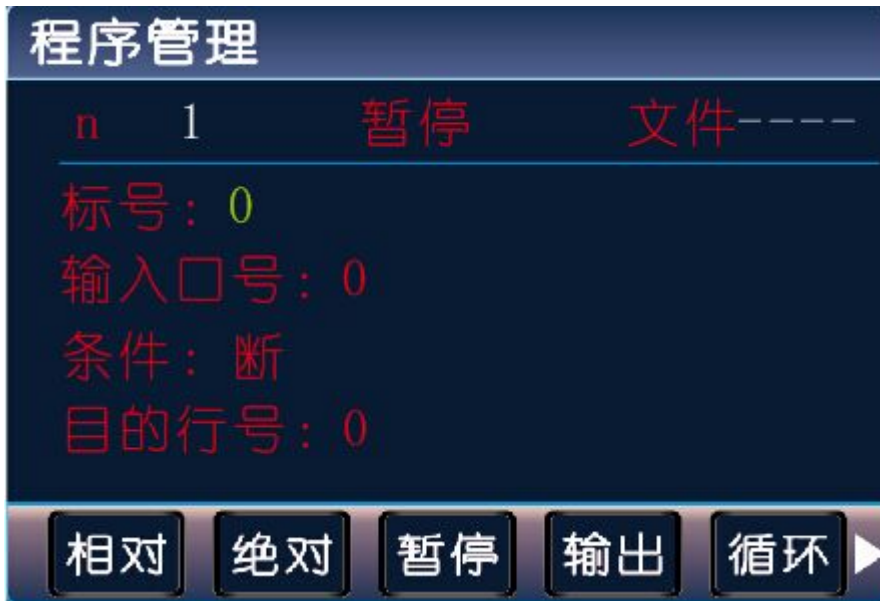 程序管理
n 1 暂停 文件----
标号：0
输入口号：0
条件：断
目的行号：0
相对 绝对 暂停 输出 循环